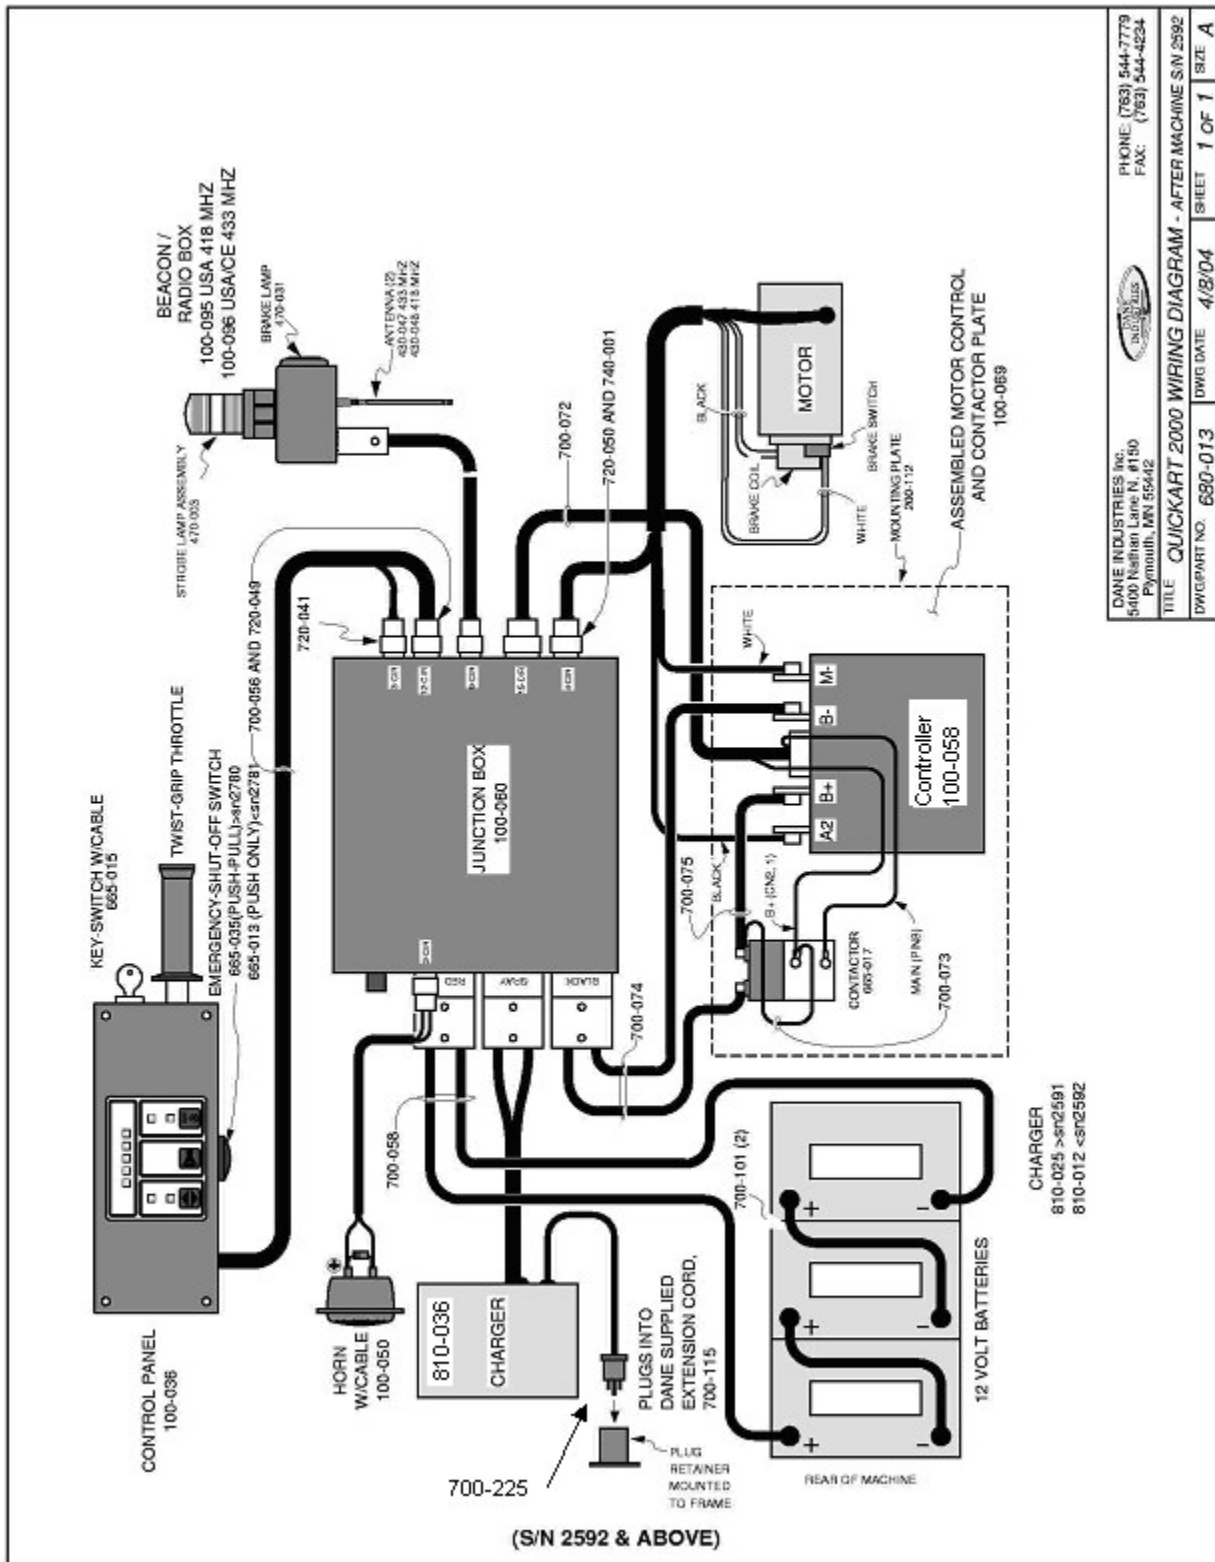 DANE INDUSTRIES Inc.
5400 Nathan Lane N. #150
Plymouth, MN 55442
DANE
INDUSTRIES
PHONE: (763) 544-7779
FAX: (763) 544-4234
TITLE QUICKART 2000 WIRING DIAGRAM - AFTER MACHINE S/N 2592
DWG/PART NO. 680-013
DWG DATE 4/8/04
SHEET 1 OF 1
SIZE A
KEY-SWITCH W/CABLE
665-015
TWIST-GRIP THROTTLE
EMERGENCY-SHUT-OFF SWITCH
665-035(PUSH-PULL)>sn2780
665-013 (PUSH ONLY)<sn2781
CONTROL PANEL
100-036
700-056 AND 720-049
720-041
STROBE LAMP ASSEMBLY
470-003
BEACON /
RADIO BOX
100-095 USA 418 MHZ
100-096 USA/CE 433 MHZ
BRAKE LAMP
470-031
ANTENNA (2)
430-047 433 MHZ
430-048 418 MHZ
700-072
720-050 AND 740-001
JUNCTION BOX
100-060
RED
GRAY
BLACK
HORN
W/CABLE
100-050
700-058
700-074
810-036
CHARGER
PLUGS INTO
DANE SUPPLIED
EXTENSION CORD,
700-115
PLUG
RETAINER
MOUNTED
TO FRAME
700-225
MOTOR
BLACK
BRAKE COIL
BRAKE SWITCH
WHITE
MOUNTING PLATE
200-112
ASSEMBLED MOTOR CONTROL
AND CONTACTOR PLATE
100-069
WHITE
M-
B-
B+
A2
Controller
100-058
BLACK
700-075
B+ (CN2, 1)
CONTACTOR
665-017
MAIN (PIN8)
700-073
700-101 (2)
+
-
+
-
+
-
12 VOLT BATTERIES
REAR OF MACHINE
CHARGER
810-025 >sn2591
810-012 <sn2592
(S/N 2592 & ABOVE)